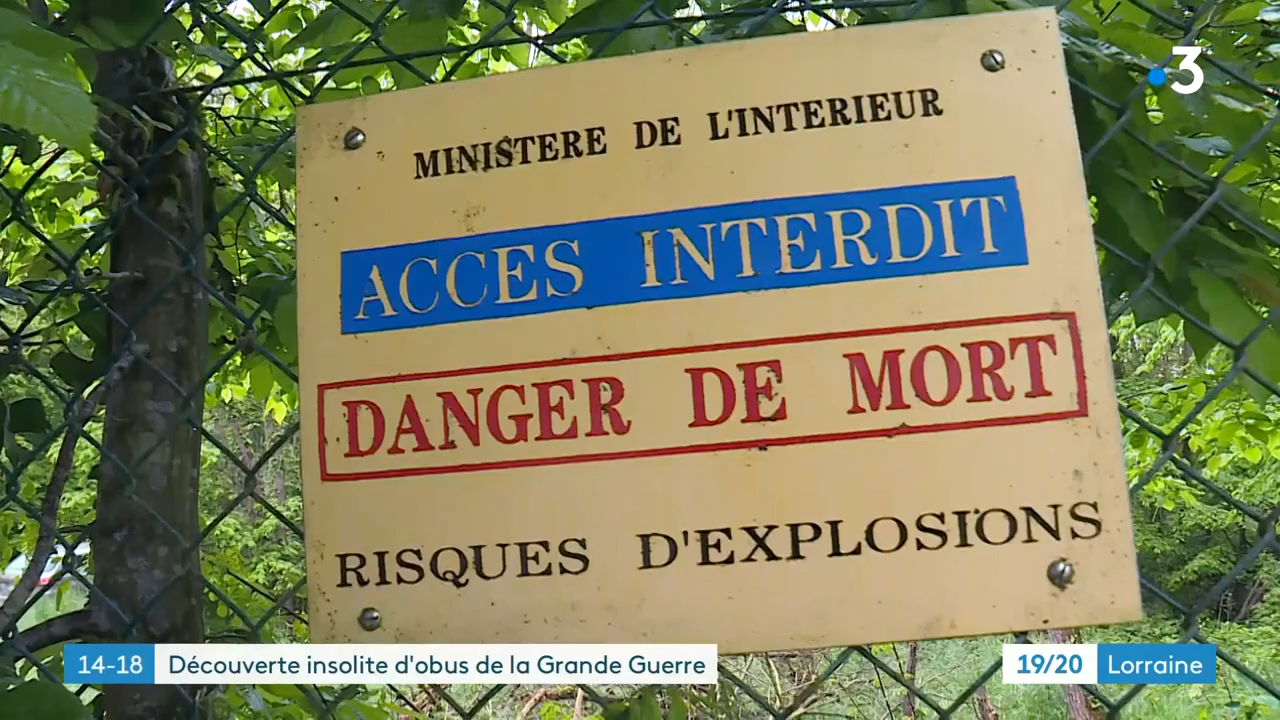 3
MINISTERE DE L'INTERIEUR
ACCES INTERDIT
DANGER DE MORT
RISQUES D'EXPLOSIONS
14-18 Découverte insolite d'obus de la Grande Guerre
19/20 Lorraine